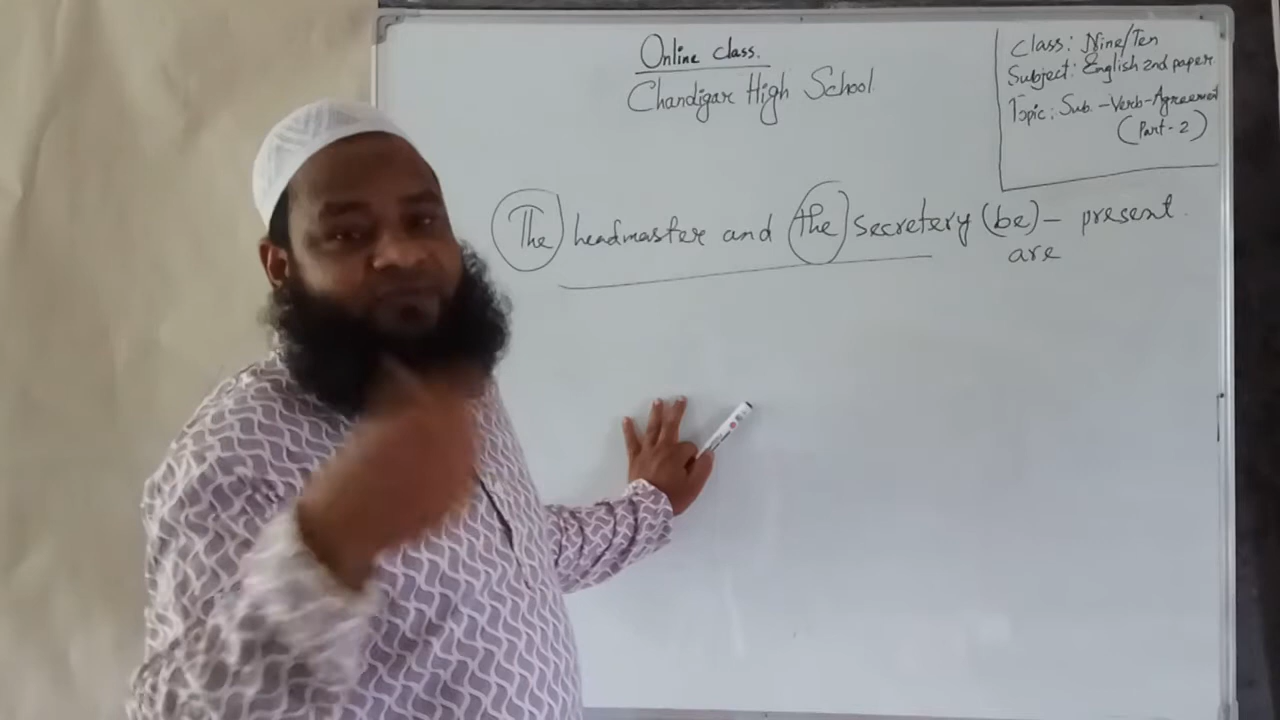 Online class.
Chandigar High School
Class: Nine/Ten
Subject: English 2nd paper
Topic: Sub.-Verb-Agreement
(Part-2)
The headmaster and the secretery (be)– present.
are